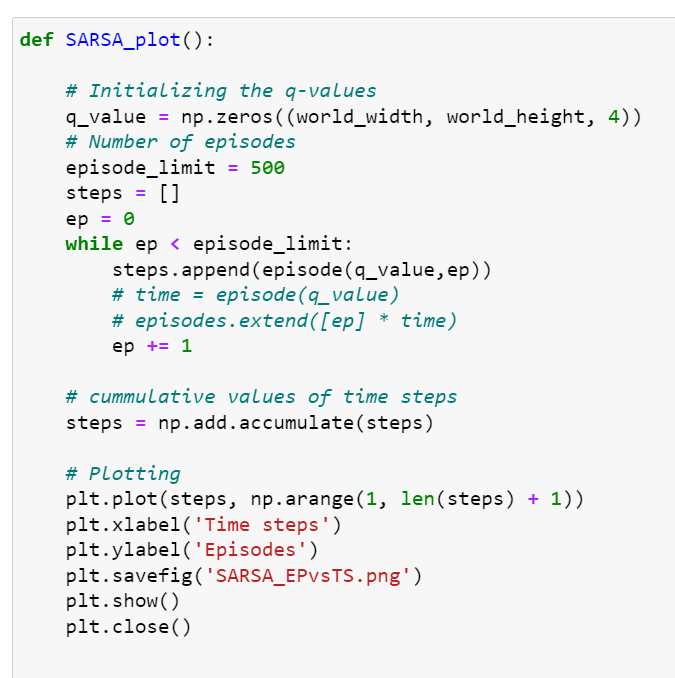 def SARSA_plot():
# Initializing the q-values
q_value = np.zeros((world_width, world_height, 4))
# Number of episodes
episode_limit = 500
steps = []
ep = 0
while ep < episode_limit:
steps.append(episode(q_value,ep))
# time = episode(q_value)
# episodes.extend([ep] * time)
ep += 1
# cummulative values of time steps
steps = np.add.accumulate(steps)
# Plotting
plt.plot(steps, np.arange(1, len(steps) + 1))
plt.xlabel('Time steps')
plt.ylabel('Episodes')
plt.savefig('SARSA_EPvsTS.png')
plt.show()
plt.close()